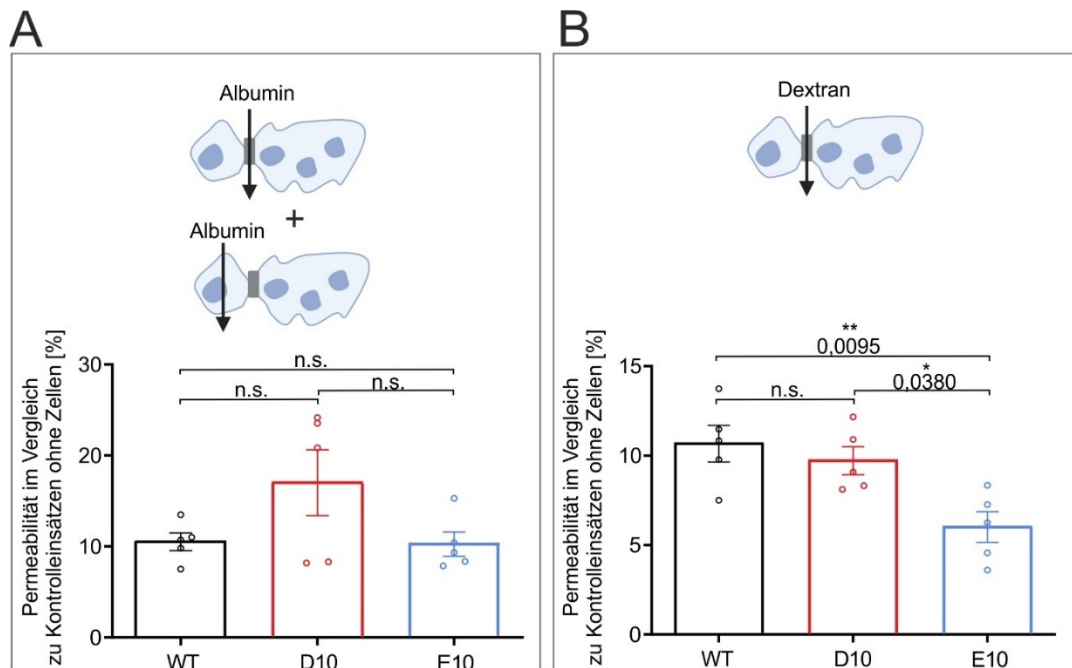 A
Albumin
+
Albumin
Permeabilität im Vergleich
zu Kontrolleinsätzen ohne Zellen [%]
30
20
10
0
n.s.
n.s.
n.s.
WT
D10
E10
B
Dextran
Permeabilität im Vergleich
zu Kontrolleinsätzen ohne Zellen [%]
15
10
5
0
**
0,0095
*
0,0380
n.s.
WT
D10
E10